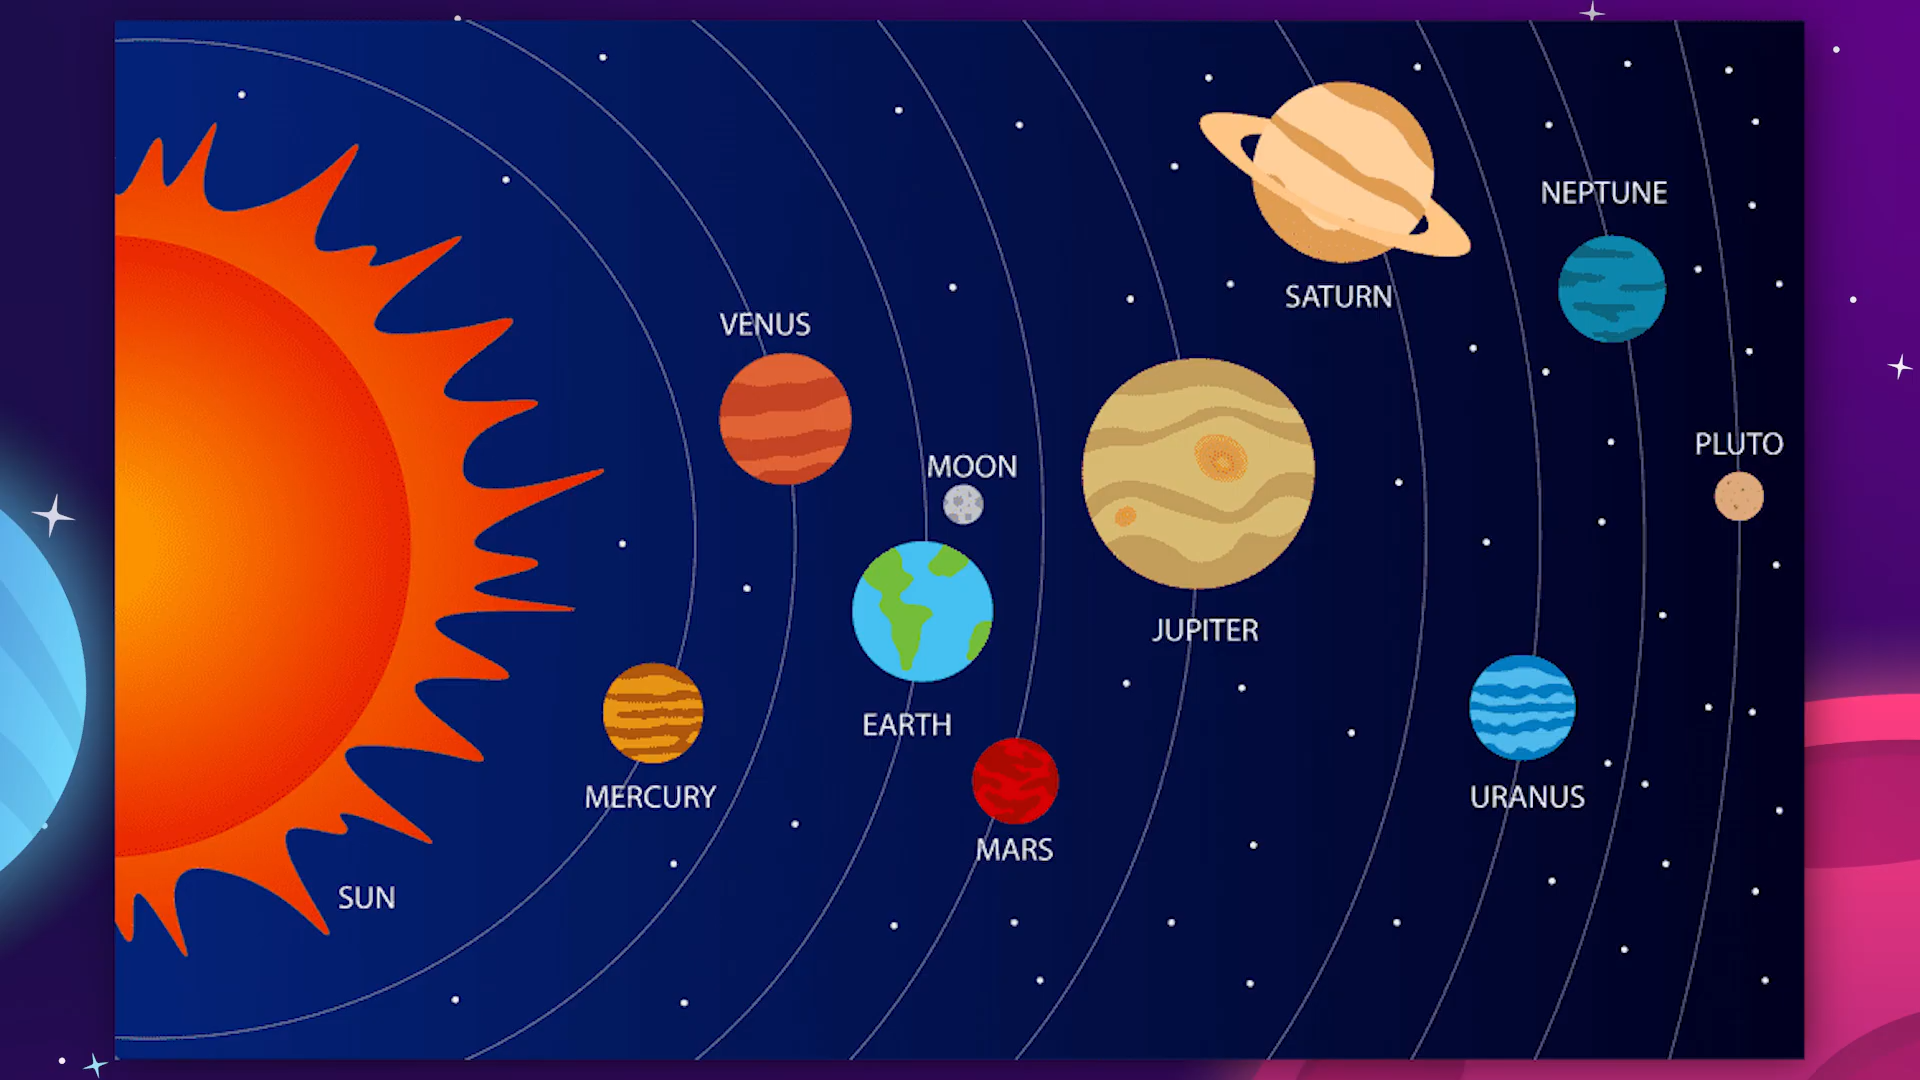 SUN
MERCURY
VENUS
MOON
EARTH
MARS
JUPITER
SATURN
URANUS
NEPTUNE
PLUTO